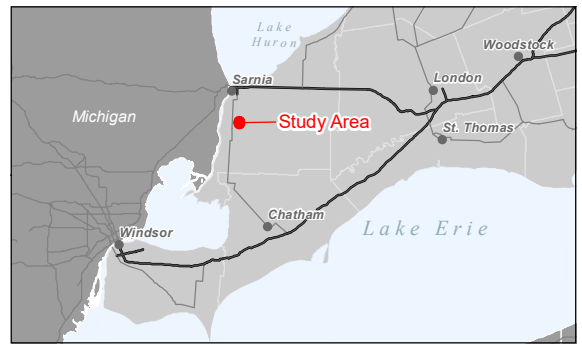 Lake
Huron
Woodstock
Sarnia
London
Michigan
Study Area
St. Thomas
Chatham
Lake Erie
Windsor